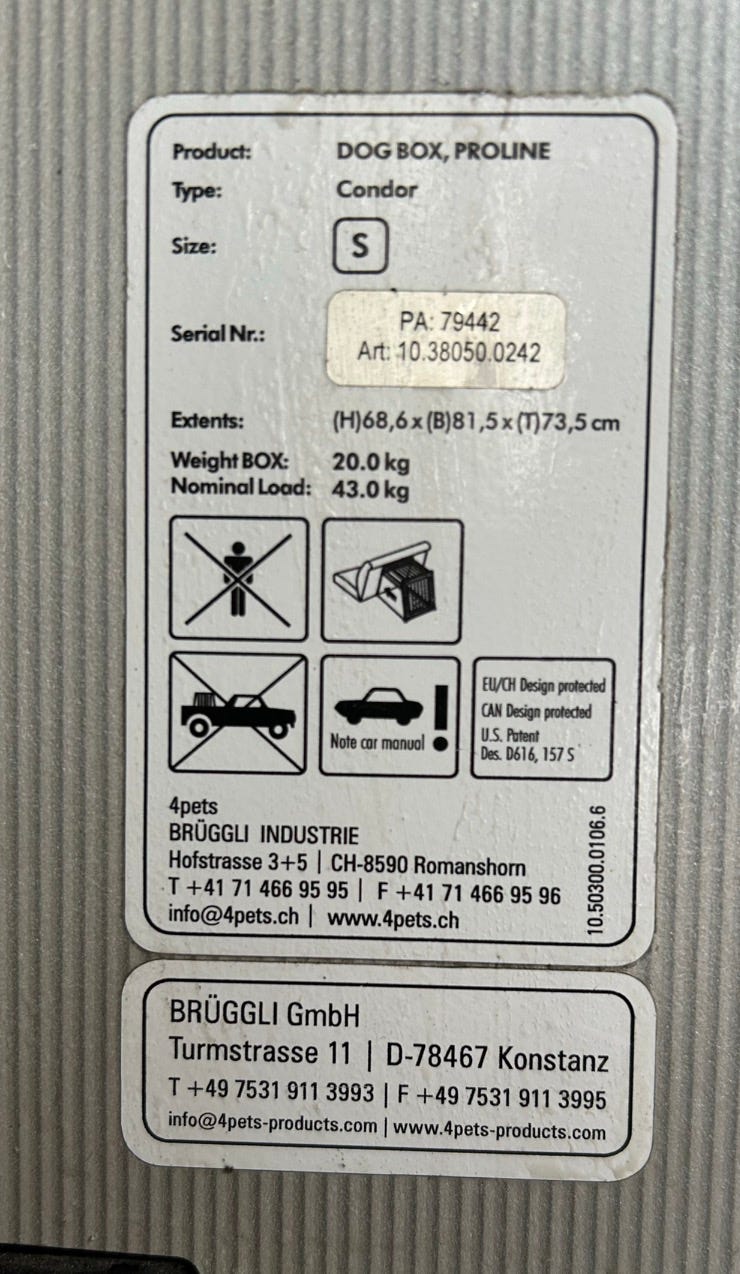 Product: DOG BOX, PROLINE
Type: Condor
Size: S
Serial Nr.: PA: 79442
Art: 10.38050.0242
Extents: (H)68,6 x (B)81,5 x (T)73,5 cm
Weight BOX: 20.0 kg
Nominal Load: 43.0 kg
Note car manual !
EU/CH Design protected
CAN Design protected
U.S. Patent
Des. D616, 157 S
4pets
BRÜGGLI INDUSTRIE
Hofstrasse 3+5 | CH-8590 Romanshorn
T +41 71 466 95 95 | F +41 71 466 95 96
info@4pets.ch | www.4pets.ch
10.50300.0106.6
BRÜGGLI GmbH
Turmstrasse 11 | D-78467 Konstanz
T +49 7531 911 3993 | F +49 7531 911 3995
info@4pets-products.com | www.4pets-products.com